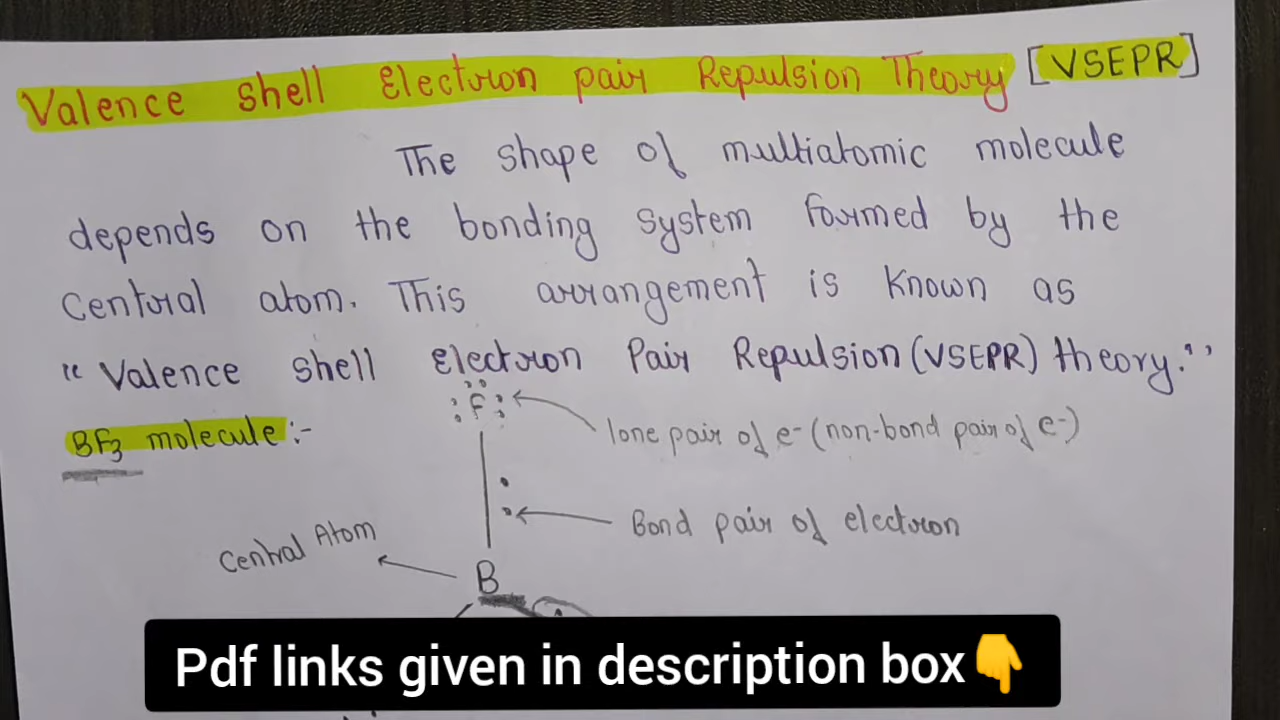 Valence shell Electron pair Repulsion Theory [VSEPR]
The shape of multiatomic molecule
depends on the bonding system formed by the
Central atom. This arrangement is known as
"Valence shell Electron Pair Repulsion (VSEPR) theory."
BF3 molecule:-
:F:
lone pair of e- (non-bond pair of e-)
Bond pair of electron
Central Atom
B
Pdf links given in description box👇